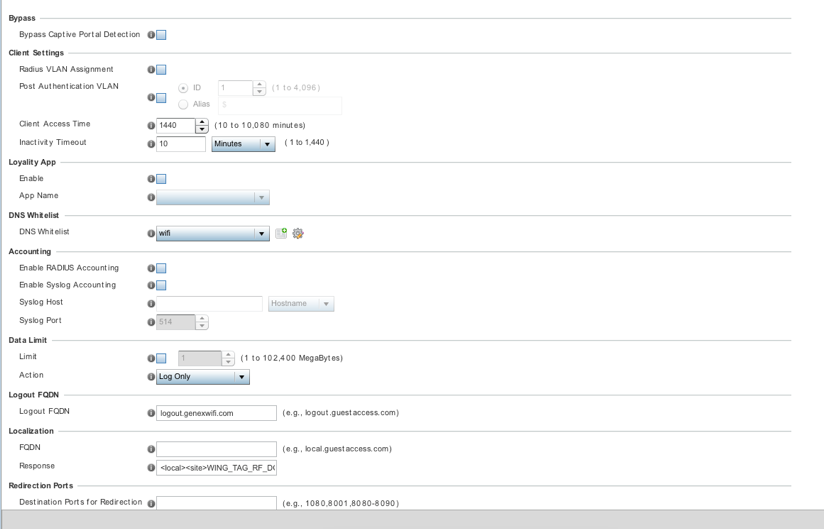 Bypass
Bypass Captive Portal Detection
Client Settings
Radius VLAN Assignment
Post Authentication VLAN ID 1 (1 to 4,096)
Alias $
Client Access Time 1440 (10 to 10,080 minutes)
Inactivity Timeout 10 Minutes (1 to 1,440)
Loyality App
Enable
App Name
DNS Whitelist
DNS Whitelist wifi
Accounting
Enable RADIUS Accounting
Enable Syslog Accounting
Syslog Host Hostname
Syslog Port 514
Data Limit
Limit 1 (1 to 102,400 MegaBytes)
Action Log Only
Logout FQDN
Logout FQDN logout.genexwifi.com (e.g., logout.guestaccess.com)
Localization
FQDN (e.g., local.guestaccess.com)
Response <local><site>WING_TAG_RF_DO
Redirection Ports
Destination Ports for Redirection (e.g., 1080,8001,8080-8090)